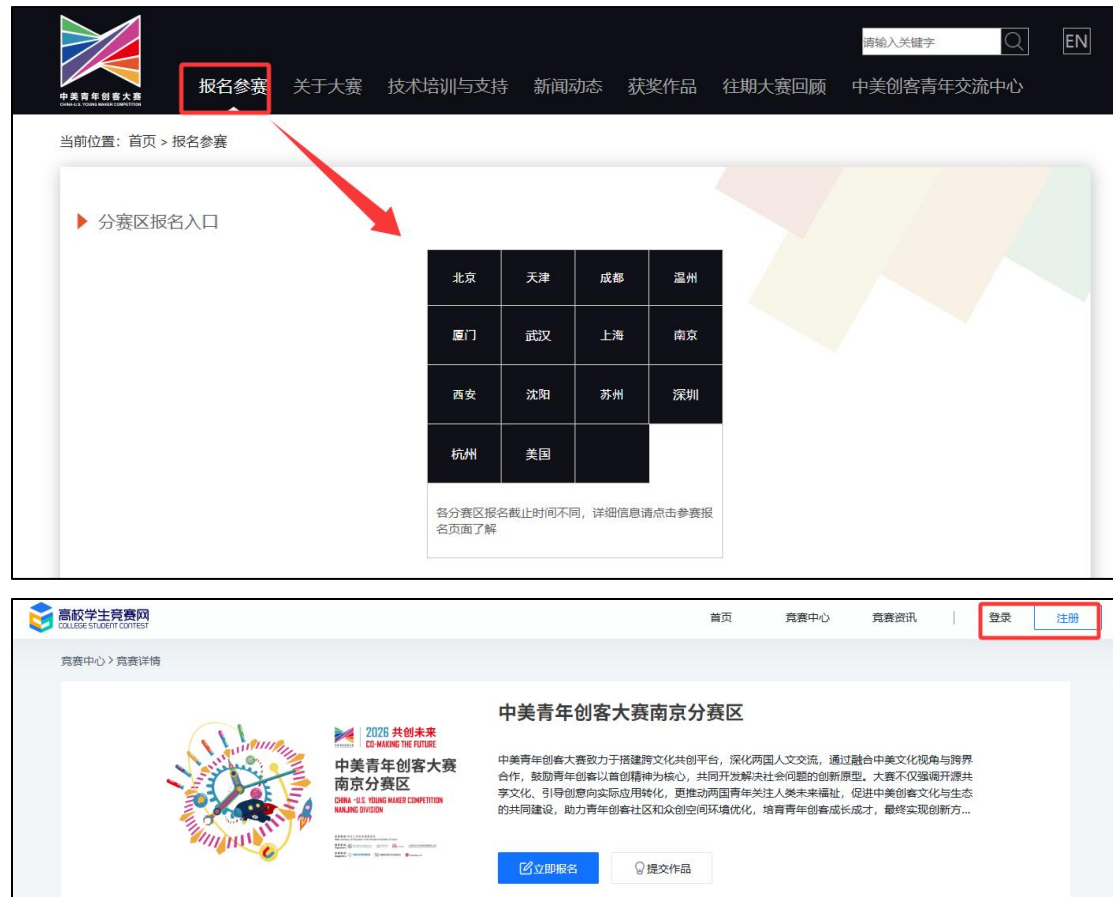 请输入关键字
EN
中美青年创客大赛
CHINA-U.S. YOUNG MAKER COMPETITION
报名参赛 关于大赛 技术培训与支持 新闻动态 获奖作品 往期大赛回顾 中美创客青年交流中心
当前位置：首页 > 报名参赛
分赛区报名入口
北京 天津 成都 温州
厦门 武汉 上海 南京
西安 沈阳 苏州 深圳
杭州 美国
各分赛区报名截止时间不同，详细信息请点击参赛报
名页面了解
高校学生竞赛网
COLLEGE STUDENT CONTEST
首页 竞赛中心 竞赛资讯 | 登录 注册
竞赛中心 > 竞赛详情
2026 共创未来
CO-MAKING THE FUTURE
中美青年创客大赛
南京分赛区
CHINA -U.S. YOUNG MAKER COMPETITION
NANJING DIVISION
中美青年创客大赛南京分赛区
中美青年创客大赛致力于搭建跨文化共创平台，深化两国人文交流，通过融合中美文化视角与跨界
合作，鼓励青年创客以首创精神为核心，共同开发解决社会问题的创新原型。大赛不仅强调开源共
享文化、引导创意向实际应用转化，更推动两国青年关注人类未来福祉，促进中美创客文化与生态
的共同建设，助力青年创客社区和众创空间环境优化，培育青年创客成长成才，最终实现创新方...
立即报名 提交作品